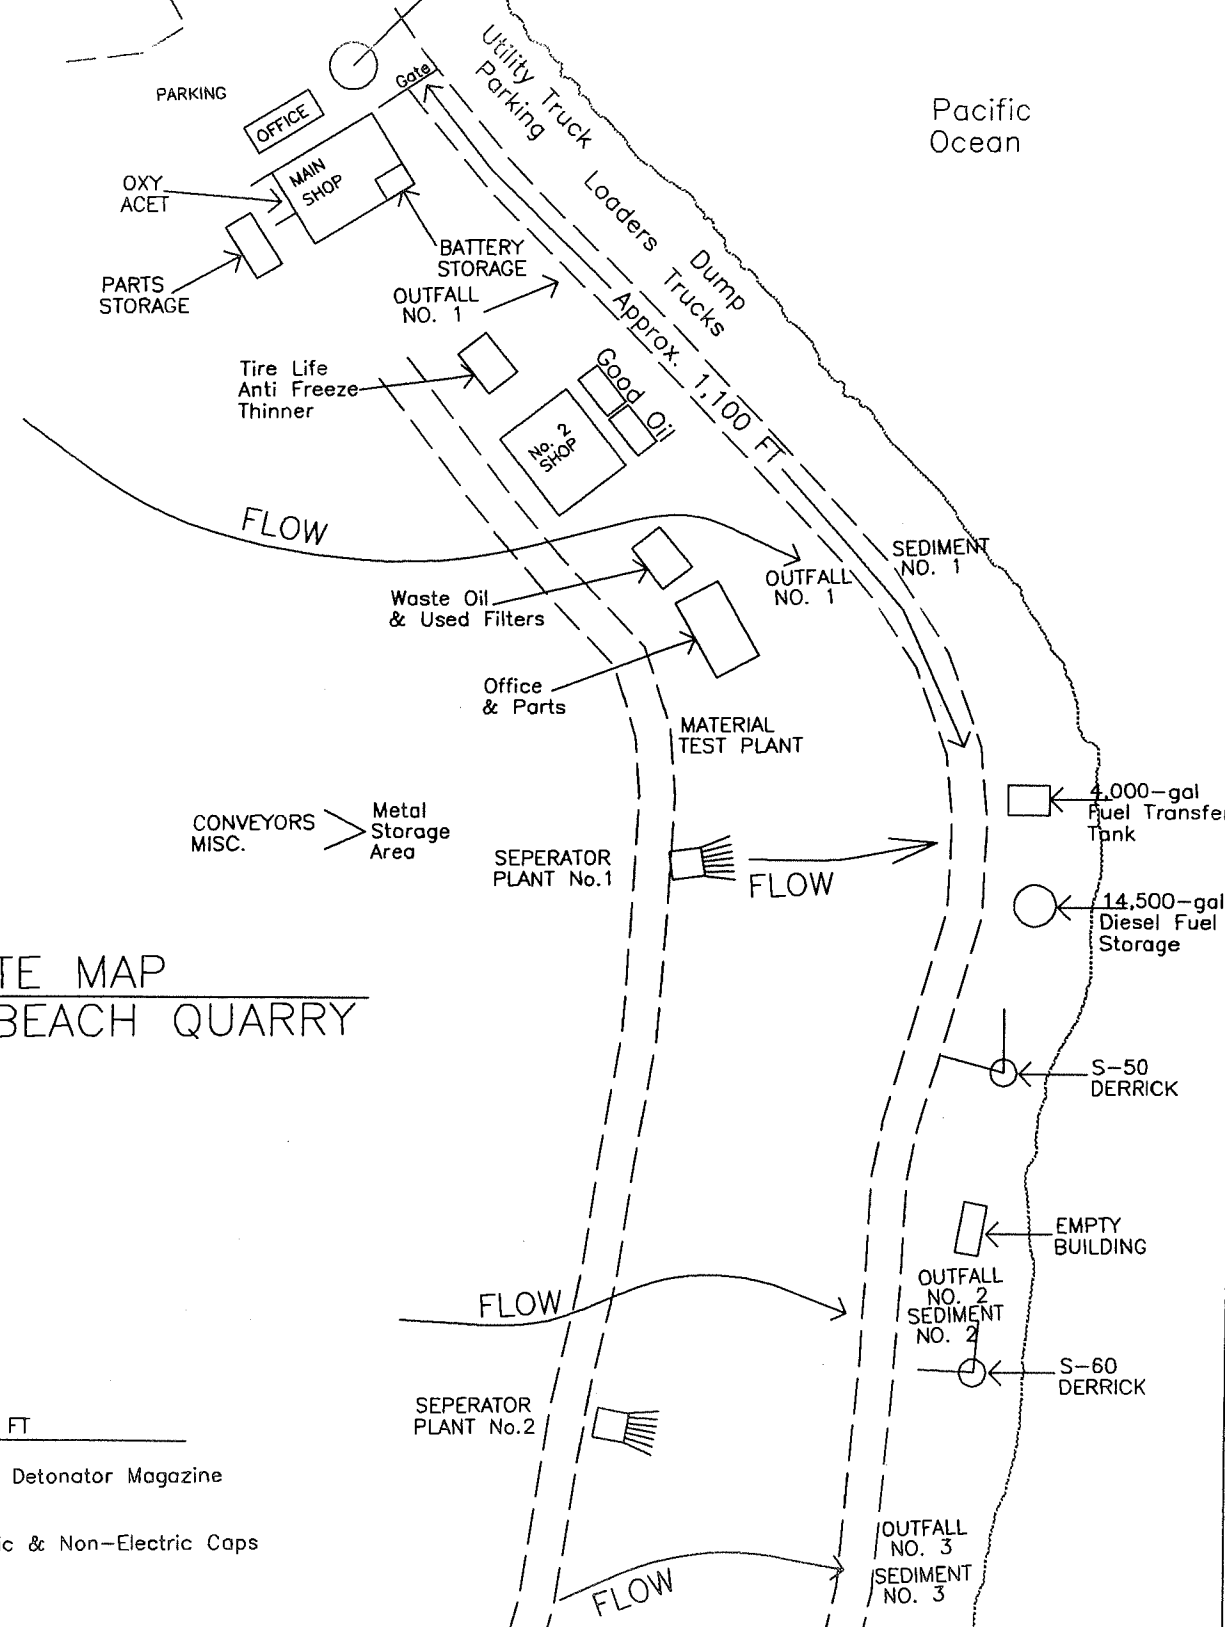 Utility Truck
Parking
Loaders
Dump
Trucks
Pacific
Ocean
Gate
PARKING
OFFICE
MAIN
SHOP
OXY
ACET
BATTERY
STORAGE
PARTS
STORAGE
OUTFALL
NO. 1
Approx. 1,100 FT
Tire Life
Anti Freeze
Thinner
Good Oil
No. 2
SHOP
FLOW
SEDIMENT
NO. 1
OUTFALL
NO. 1
Waste Oil
& Used Filters
Office
& Parts
MATERIAL
TEST PLANT
4,000-gal
Fuel Transfer
Tank
CONVEYORS
MISC.
Metal
Storage
Area
SEPERATOR
PLANT No.1
FLOW
14,500-gal
Diesel Fuel
Storage
TE MAP
BEACH QUARRY
S-50
DERRICK
EMPTY
BUILDING
OUTFALL
NO. 2
SEDIMENT
NO. 2
FLOW
S-60
DERRICK
SEPERATOR
PLANT No.2
FT
Detonator Magazine
ic & Non-Electric Caps
OUTFALL
NO. 3
SEDIMENT
NO. 3
FLOW